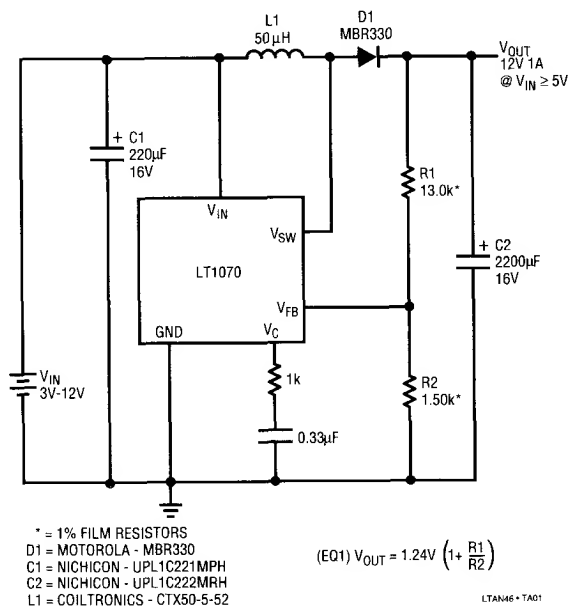 L1
50µH
D1
MBR330
VOUT
12V 1A
@ VIN ≥ 5V
+ C1
220µF
16V
R1
13.0k*
VIN
VSW
LT1070
+ C2
2200µF
16V
VFB
GND
VC
VIN
3V-12V
1k
R2
1.50k*
0.33µF
* = 1% FILM RESISTORS
D1 = MOTOROLA - MBR330
C1 = NICHICON - UPL1C221MPH
C2 = NICHICON - UPL1C222MRH
L1 = COILTRONICS - CTX50-5-52
(EQ1) VOUT = 1.24V (1+ R1/R2)
LTAN46 • TA01